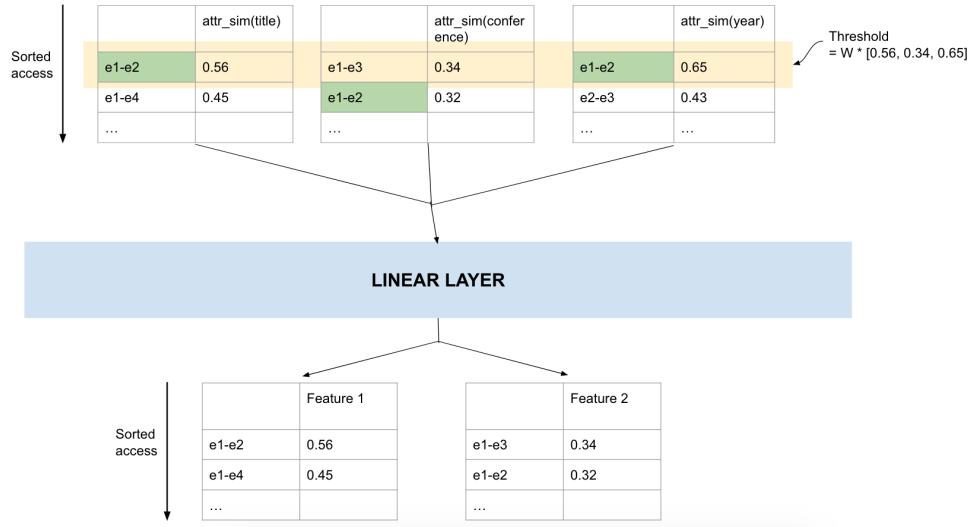 Sorted
access
attr_sim(title)
e1-e2 0.56
e1-e4 0.45
...
attr_sim(confer
ence)
e1-e3 0.34
e1-e2 0.32
...
attr_sim(year)
e1-e2 0.65
e2-e3 0.43
... ...
Threshold
= W * [0.56, 0.34, 0.65]
LINEAR LAYER
Sorted
access
Feature 1
e1-e2 0.56
e1-e4 0.45
...
Feature 2
e1-e3 0.34
e1-e2 0.32
...